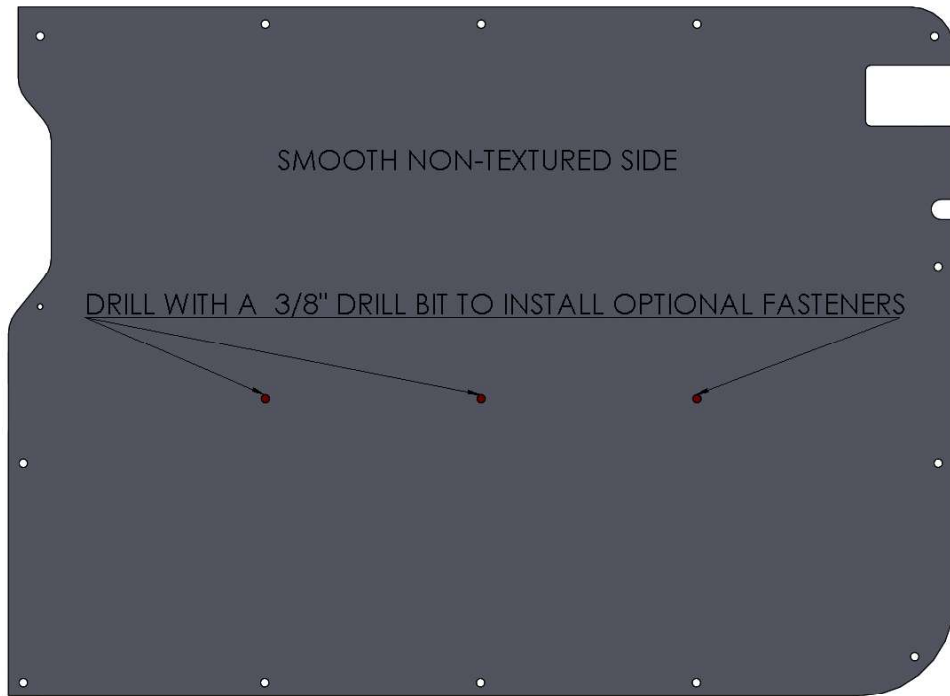 SMOOTH NON-TEXTURED SIDE
DRILL WITH A 3/8" DRILL BIT TO INSTALL OPTIONAL FASTENERS